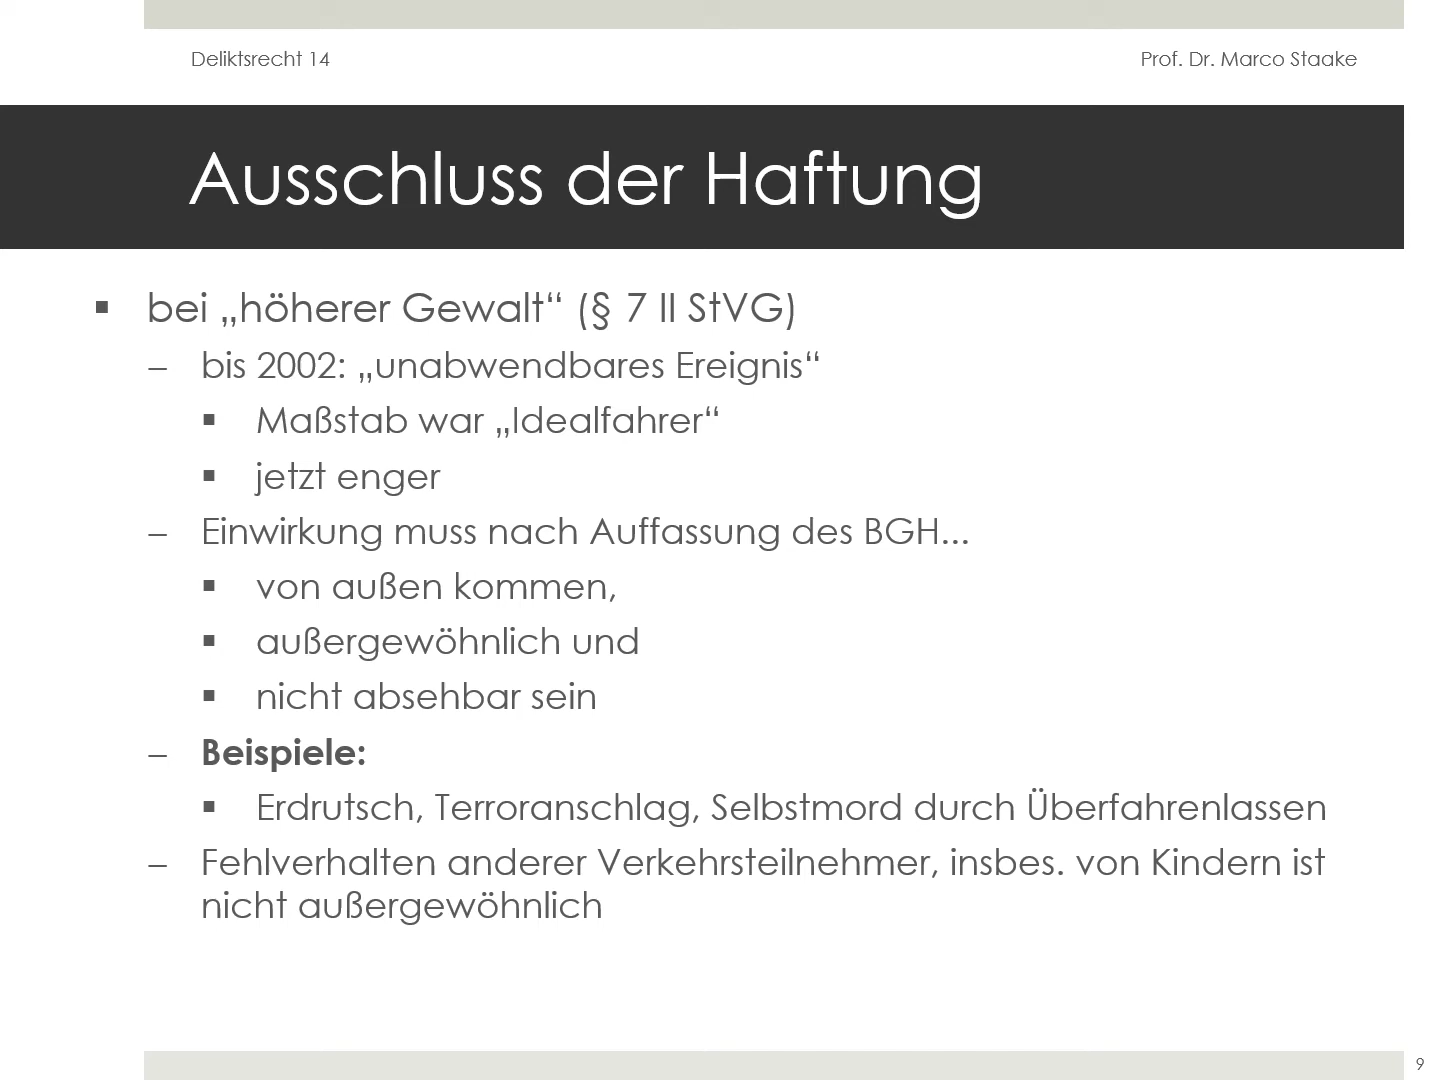 Deliktsrecht 14
Prof. Dr. Marco Staake
Ausschluss der Haftung
▪ bei „höherer Gewalt“ (§ 7 II StVG)
– bis 2002: „unabwendbares Ereignis“
▪ Maßstab war „Idealfahrer“
▪ jetzt enger
– Einwirkung muss nach Auffassung des BGH...
▪ von außen kommen,
▪ außergewöhnlich und
▪ nicht absehbar sein
– Beispiele:
▪ Erdrutsch, Terroranschlag, Selbstmord durch Überfahrenlassen
– Fehlverhalten anderer Verkehrsteilnehmer, insbes. von Kindern ist
nicht außergewöhnlich
9